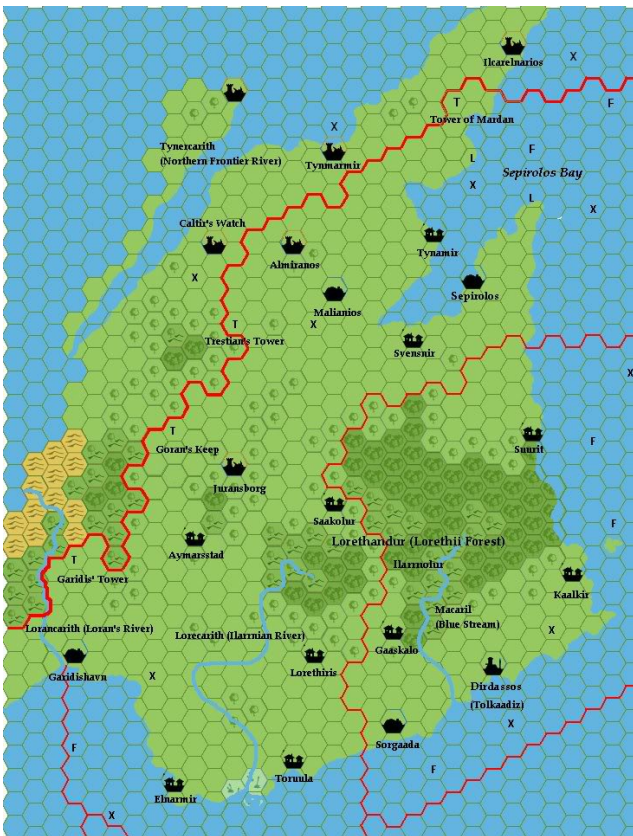 Ilcarelnarios
X
T
F
Tower of Mardan
X
Tynercarith
(Northern Frontier River)
Tynmarmir
F
L
Sepirolos Bay
X
L
X
Caltir's Watch
Almiranos
Tynamir
X
Malianios
Sepirolos
T
X
Trestian's Tower
Svensnir
X
T
Goran's Keep
Suurit
F
Juransborg
Saakolur
F
Aymarsstad
Lorethandur (Lorethii Forest)
T
Garidis' Tower
Ilarrnolur
Kaalkir
Lorancarith (Loran's River)
Lorecarith (Ilarrnian River)
Macaril
(Blue Stream)
X
Garidishavn
X
Lorethiris
Gaaskalo
Dirdassos
(Tolkaadiz)
X
F
Sorgaada
F
Toruula
Elnarmir
X